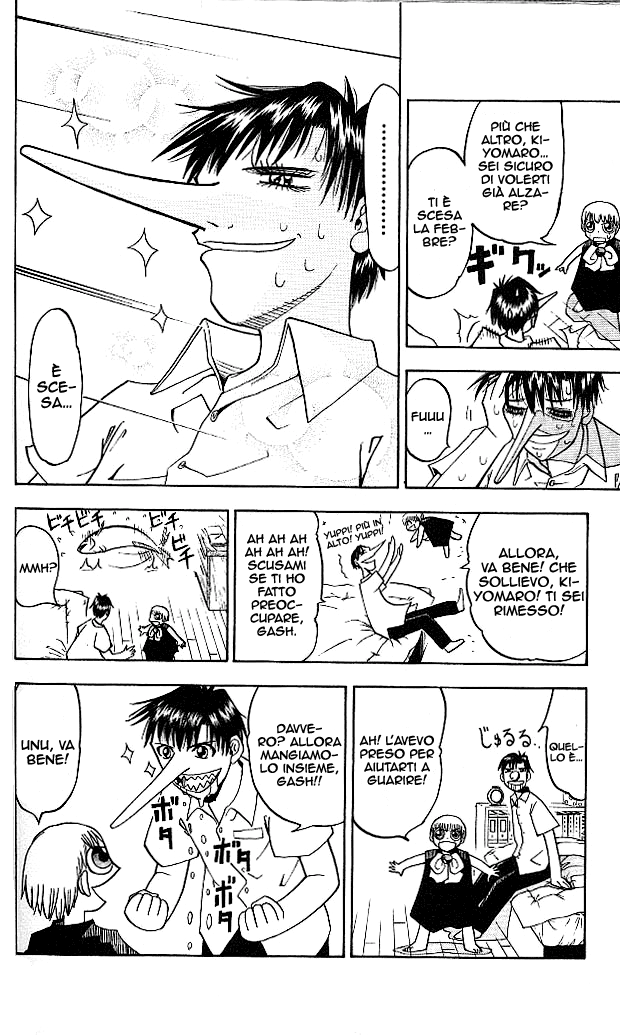 PIÙ CHE
ALTRO, KI-
YOMARO...
SEI SICURO
DI VOLERTI
GIÀ ALZA-
RE?
TI È
SCESA
LA FEB-
BRE?
ギクッ
FUUU
...
............
È
SCE-
SA...
ALLORA,
VA BENE! CHE
SOLLIEVO, KI-
YOMARO! TI SEI
RIMESSO!
YUPPI! PIÙ IN
ALTO! YUPPI!
AH AH AH
AH AH AH!
SCUSAMI
SE TI HO
FATTO
PREOC-
CUPARE,
GASH.
ビチ
ビチ
ビチ
ビチ
MMH?
QUEL-
LO È...
じゅるる...
AH! L'AVEVO
PRESO PER
AIUTARTI A
GUARIRE!
DAVVE-
RO? ALLORA
MANGIAMO-
LO INSIEME,
GASH!!
ボタ
ボタ
ボタ
UNU, VA
BENE!